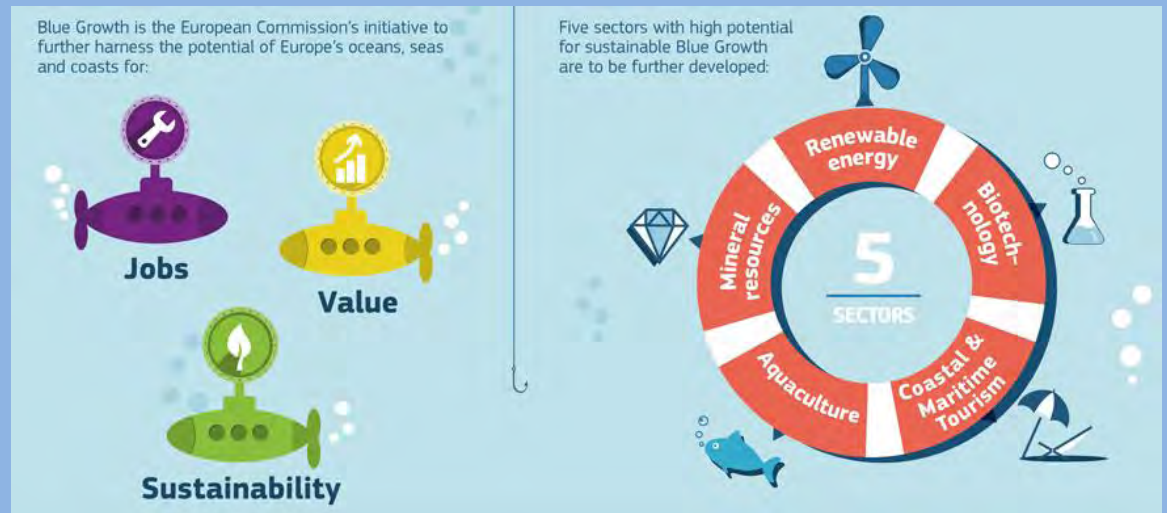 Blue Growth is the European Commission's initiative to
further harness the potential of Europe's oceans, seas
and coasts for:
Jobs
Value
Sustainability
Five sectors with high potential
for sustainable Blue Growth
are to be further developed:
Renewable
energy
Biotech-
nology
Coastal &
Maritime
Tourism
Aquaculture
Mineral
resources
5
SECTORS